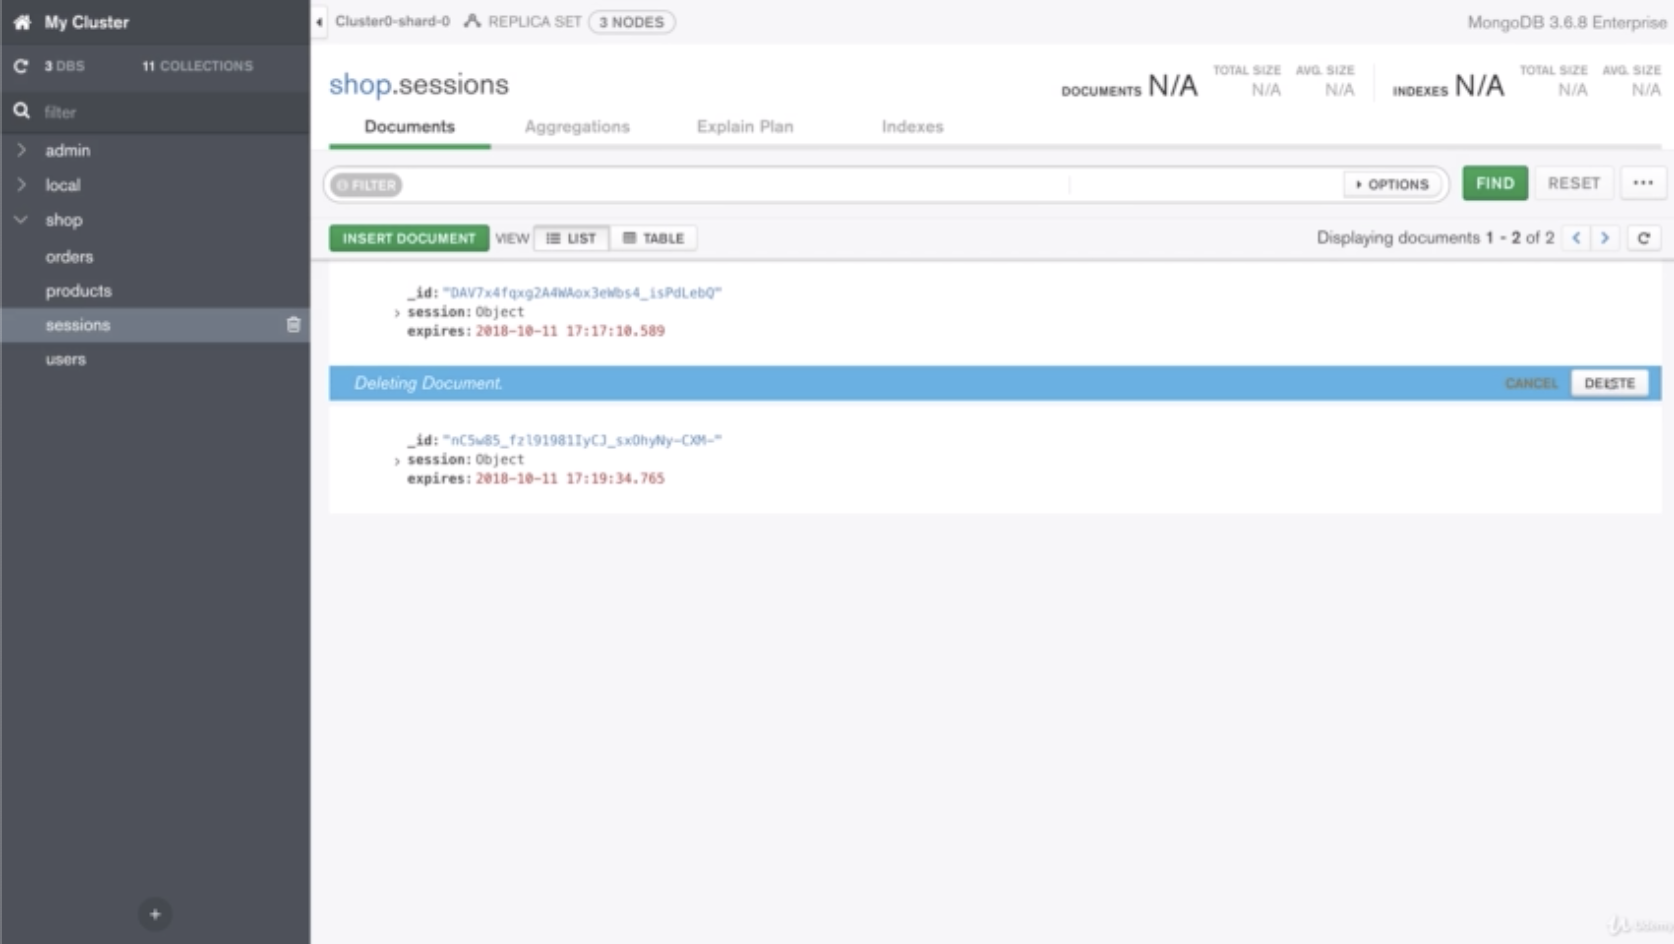 My Cluster
3 DBS 11 COLLECTIONS
filter
admin
local
shop
orders
products
sessions
users
Cluster0-shard-0 REPLICA SET 3 NODES
MongoDB 3.6.8 Enterprise
shop.sessions
DOCUMENTS N/A TOTAL SIZE N/A AVG. SIZE N/A
INDEXES N/A TOTAL SIZE N/A AVG. SIZE N/A
Documents Aggregations Explain Plan Indexes
FILTER OPTIONS FIND RESET ...
INSERT DOCUMENT VIEW LIST TABLE
Displaying documents 1 - 2 of 2
_id: "DAV7x4fqxg2A4WAox3eWbs4_isPdLebQ"
session: Object
expires: 2018-10-11 17:17:10.589
Deleting Document. CANCEL DELETE
_id: "nC5w85_fzl91981IyCJ_sxOhyNy-CXM-"
session: Object
expires: 2018-10-11 17:19:34.765
Udemy